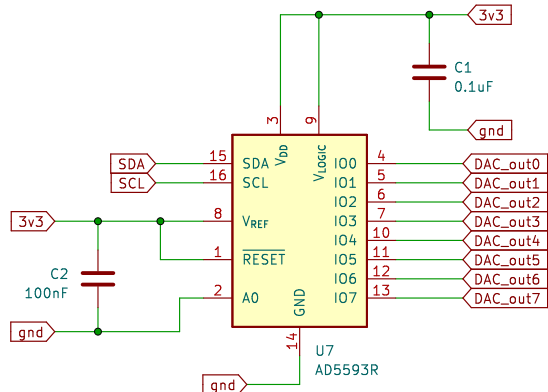 3v3
C1
0.1uF
gnd
3
9
VDD
VLOGIC
SDA 15 SDA IO0 4 DAC_out0
SCL 16 SCL IO1 5 DAC_out1
IO2 6 DAC_out2
3v3 8 VREF IO3 7 DAC_out3
IO4 10 DAC_out4
1 RESET IO5 11 DAC_out5
C2
100nF
IO6 12 DAC_out6
2 A0 IO7 13 DAC_out7
GND
gnd
14
U7
AD5593R
gnd